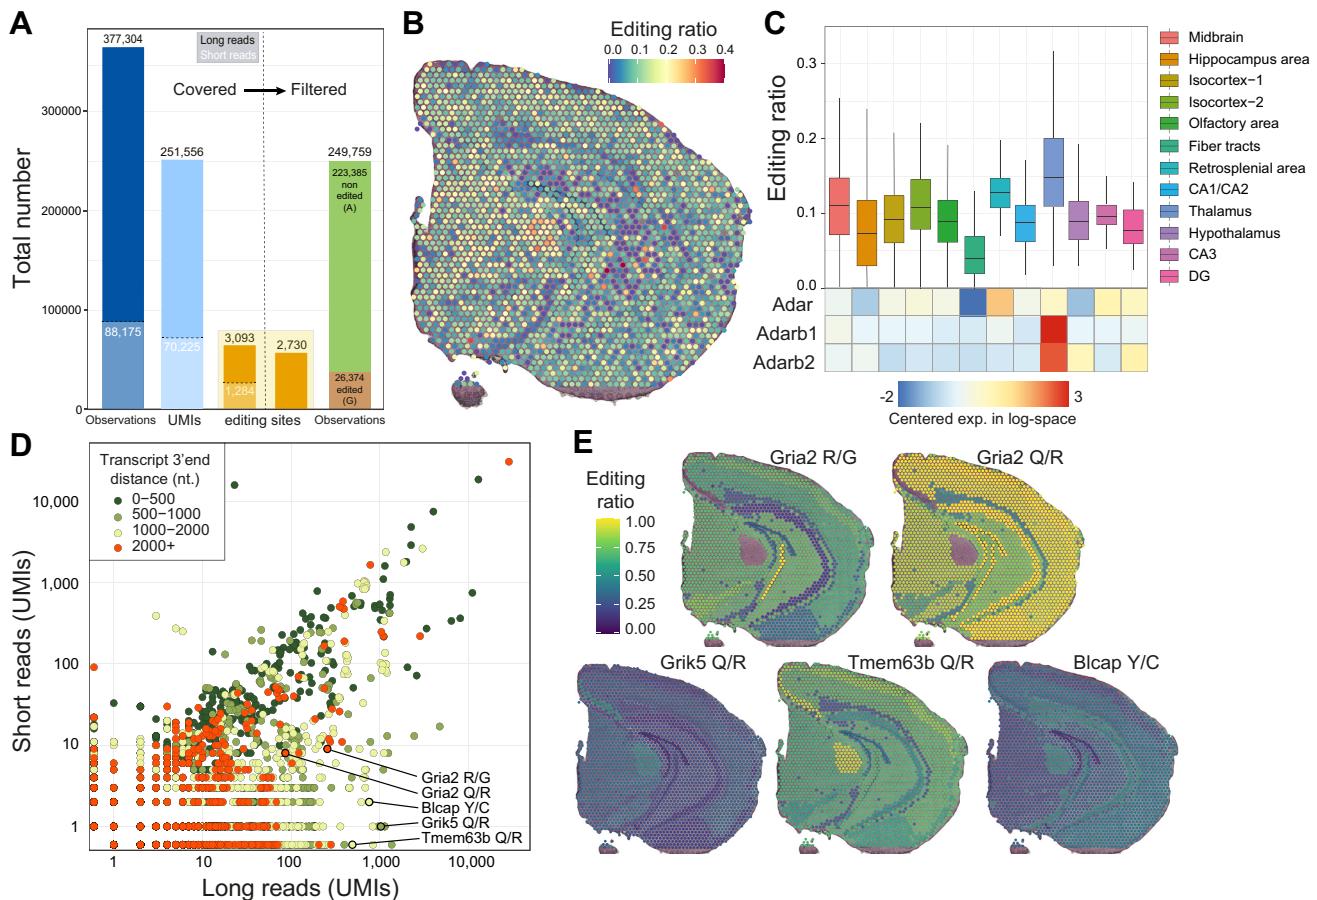 A
377,304
Long reads
Short reads
Covered
Filtered
300000
251,556
249,759
223,385
non
edited
(A)
Total number
200000
100000
88,175
70,225
3,093
1,284
2,730
26,374
edited
(G)
0
Observations
UMIs
editing sites
Observations
B
Editing ratio
0.0 0.1 0.2 0.3 0.4
C
Editing ratio
0.3
0.2
0.1
0.0
Adar
Adarb1
Adarb2
-2
3
Centered exp. in log-space
Midbrain
Hippocampus area
Isocortex−1
Isocortex−2
Olfactory area
Fiber tracts
Retrosplenial area
CA1/CA2
Thalamus
Hypothalamus
CA3
DG
D
Transcript 3'end
distance (nt.)
0−500
500−1000
1000−2000
2000+
Short reads (UMIs)
10,000
1,000
100
10
1
Gria2 R/G
Gria2 Q/R
Blcap Y/C
Grik5 Q/R
Tmem63b Q/R
1
10
100
1,000
10,000
Long reads (UMIs)
E
Editing
ratio
1.00
0.75
0.50
0.25
0.00
Gria2 R/G
Gria2 Q/R
Grik5 Q/R
Tmem63b Q/R
Blcap Y/C